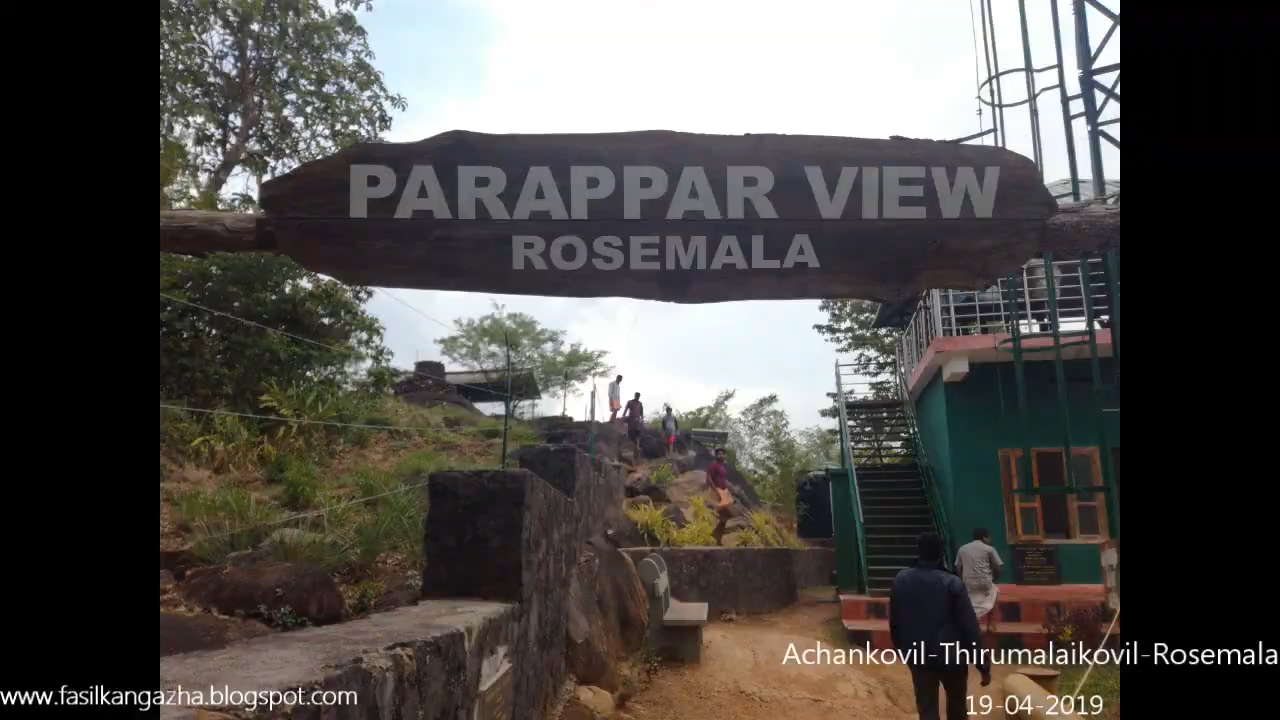 PARAPPAR VIEW
ROSEMALA
Achankovil-Thirumalaikovil-Rosemala
www.fasilkangazha.blogspot.com
19-04-2019